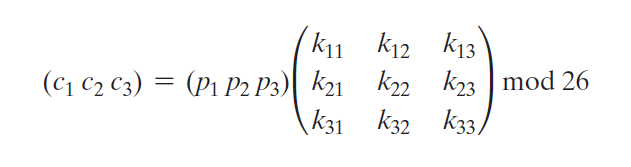 (c₁ c₂ c₃) = (p₁ p₂ p₃) ( k₁₁ k₁₂ k₁₃
k₂₁ k₂₂ k₂₃
k₃₁ k₃₂ k₃₃ ) mod 26